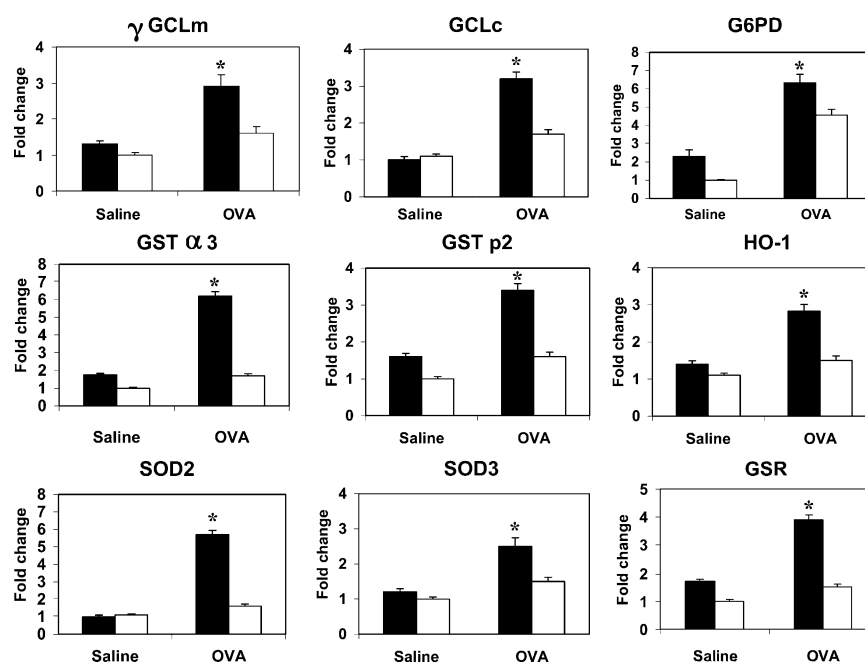 γ GCLm
GCLc
G6PD
Fold change
4
3
2
1
0
*
Saline
OVA
Fold change
4
3
2
1
0
*
Saline
OVA
Fold change
8
7
6
5
4
3
2
1
0
*
Saline
OVA
GST α 3
GST p2
HO-1
Fold change
8
7
6
5
4
3
2
1
0
*
Saline
OVA
Fold change
4
3
2
1
0
*
Saline
OVA
Fold change
4
3
2
1
0
*
Saline
OVA
SOD2
SOD3
GSR
Fold change
8
7
6
5
4
3
2
1
0
*
Saline
OVA
Fold change
4
3
2
1
0
*
Saline
OVA
Fold change
5
4
3
2
1
0
*
Saline
OVA